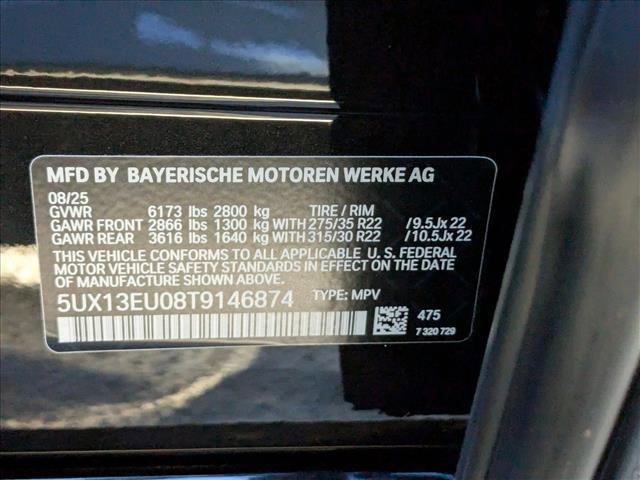 MFD BY BAYERISCHE MOTOREN WERKE AG
08/25
GVWR 6173 lbs 2800 kg TIRE / RIM
GAWR FRONT 2866 lbs 1300 kg WITH 275/35 R22 /9.5Jx 22
GAWR REAR 3616 lbs 1640 kg WITH 315/30 R22 /10.5Jx 22
THIS VEHICLE CONFORMS TO ALL APPLICABLE U. S. FEDERAL
MOTOR VEHICLE SAFETY STANDARDS IN EFFECT ON THE DATE
OF MANUFACTURE SHOWN ABOVE.
5UX13EU08T9146874 TYPE: MPV
475
7 320 729